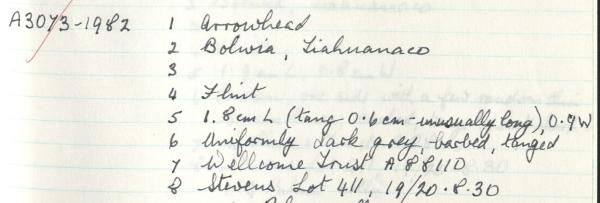 A3073-1982 1 Arrowhead
2 Bolivia, Tiahuanaco
3
4 Flint
5 1.8cm L (tang 0.6cm - unusually long), 0.9W
6 Uniformly dark grey, barbed, tanged
7 Wellcome Trust A 88110
8 Stevens Lot 411, 19/20.8.30